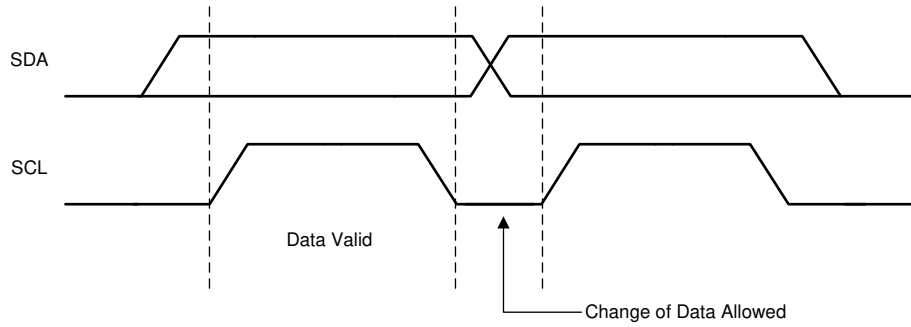 SDA
SCL
Data Valid
Change of Data Allowed